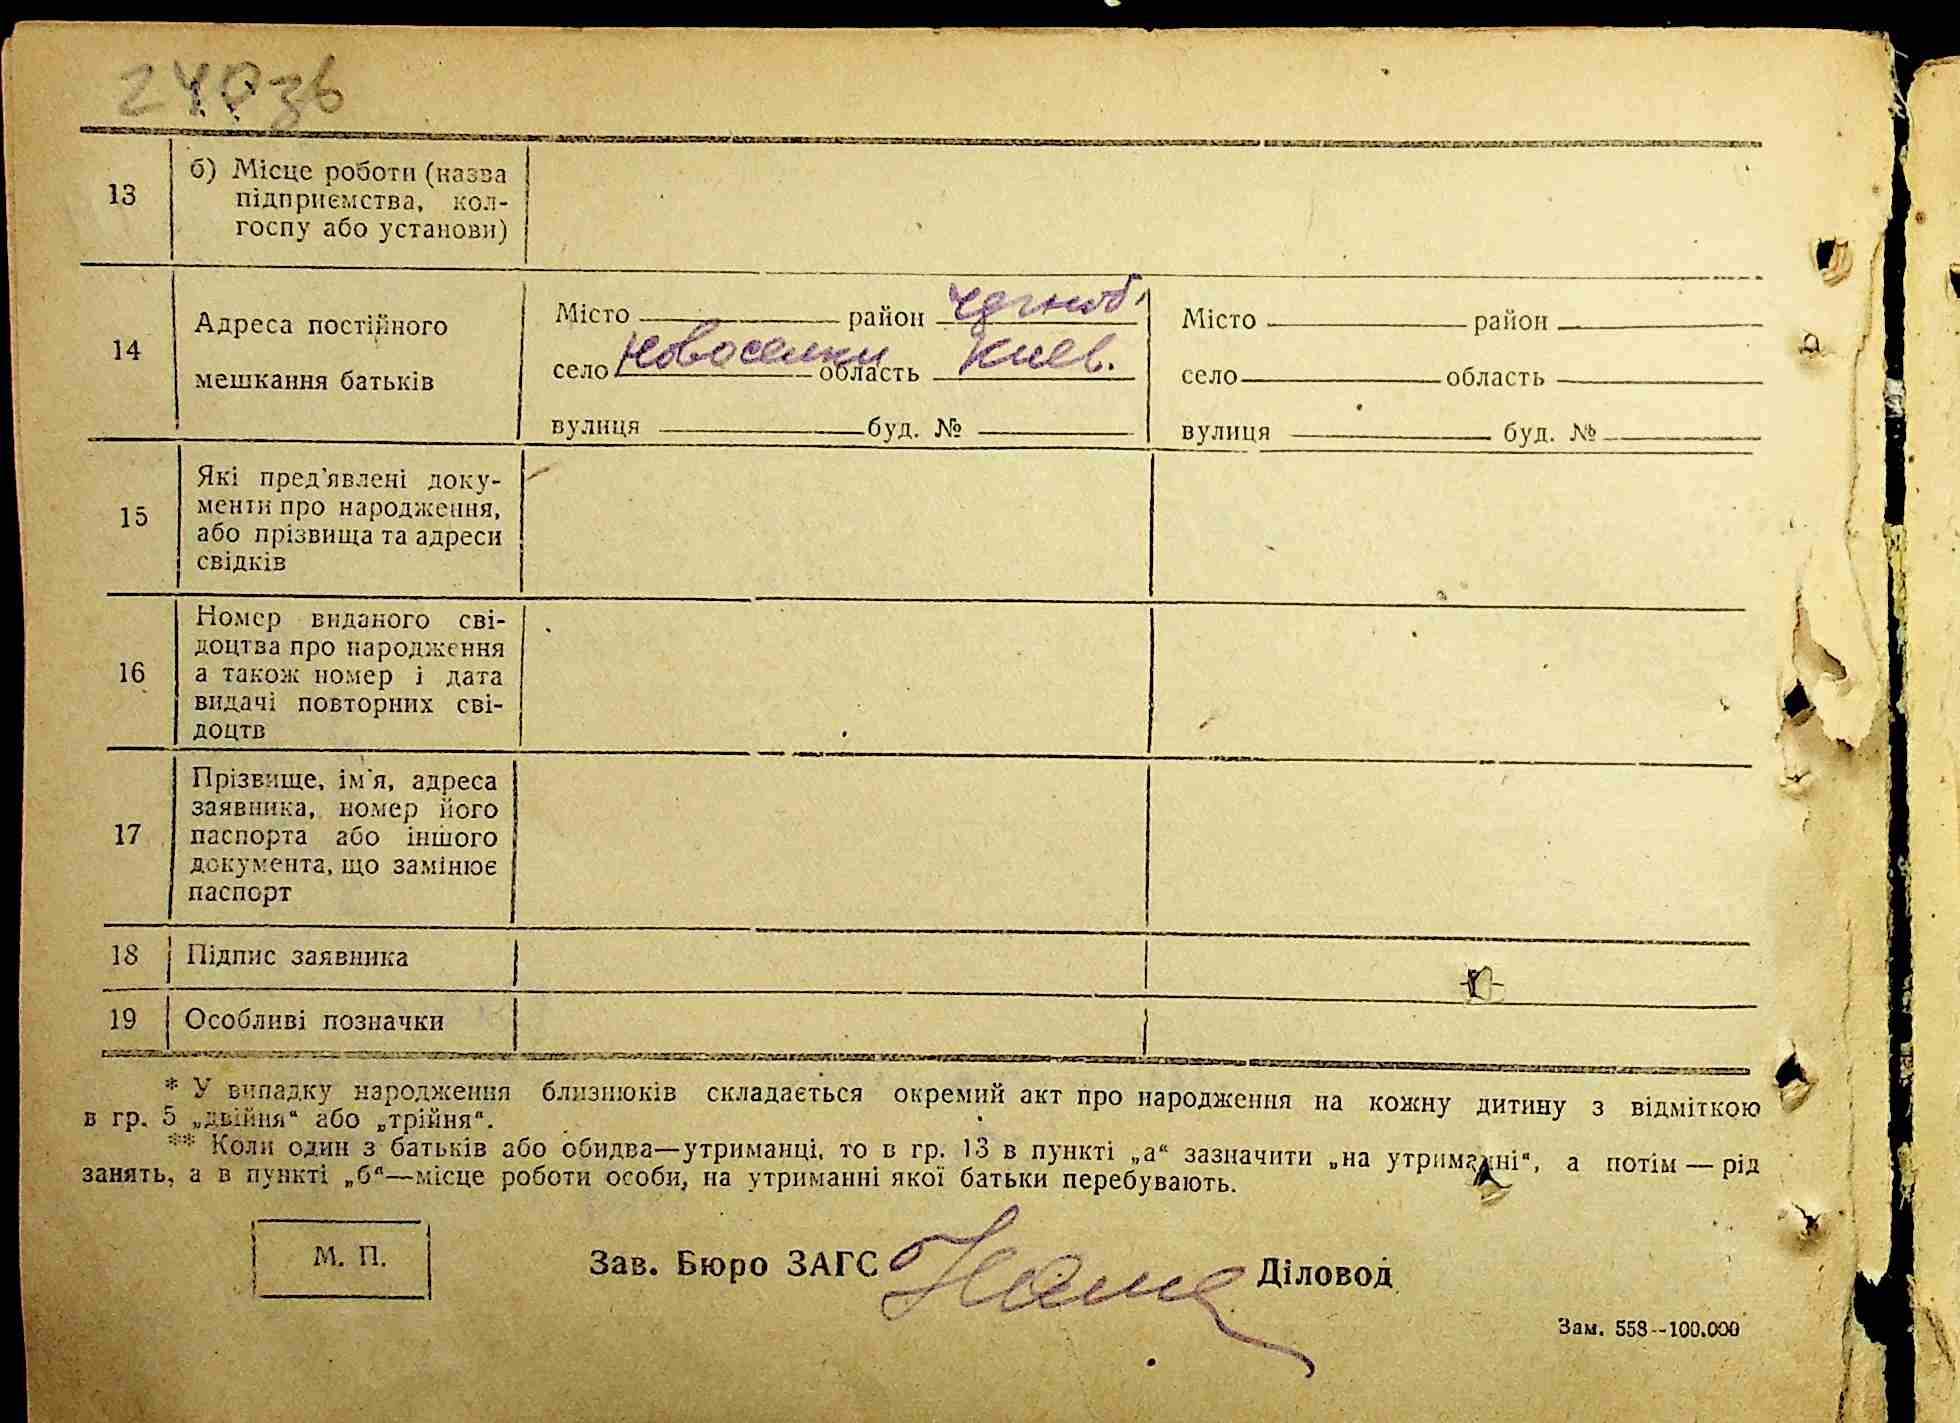 240зв
13 б) Місце роботи (назва
підприємства, кол-
госпу або установи)
14 Адреса постійного
мешкання батьків
Місто район Черноб. Місто район
село Новоселки область Киев. село область
вулиця буд. № вулиця буд. №
15 Які пред'явлені доку-
менти про народження,
або прізвища та адреси
свідків
16 Номер виданого сві-
доцтва про народження
а також номер і дата
видачі повторних сві-
доцтв
17 Прізвище, ім'я, адреса
заявника, номер його
паспорта або іншого
документа, що замінює
паспорт
18 Підпис заявника
19 Особливі позначки
* У випадку народження близнюків складається окремий акт про народження на кожну дитину з відміткою
в гр. 5 „двійня“ або „трійня“.
** Коли один з батьків або обидва—утриманці, то в гр. 13 в пункті „а“ зазначити „на утриманні“, а потім — рід
занять, а в пункті „б“—місце роботи особи, на утриманні якої батьки перебувають.
М. П. Зав. Бюро ЗАГС Діловод
Зам. 558--100.000